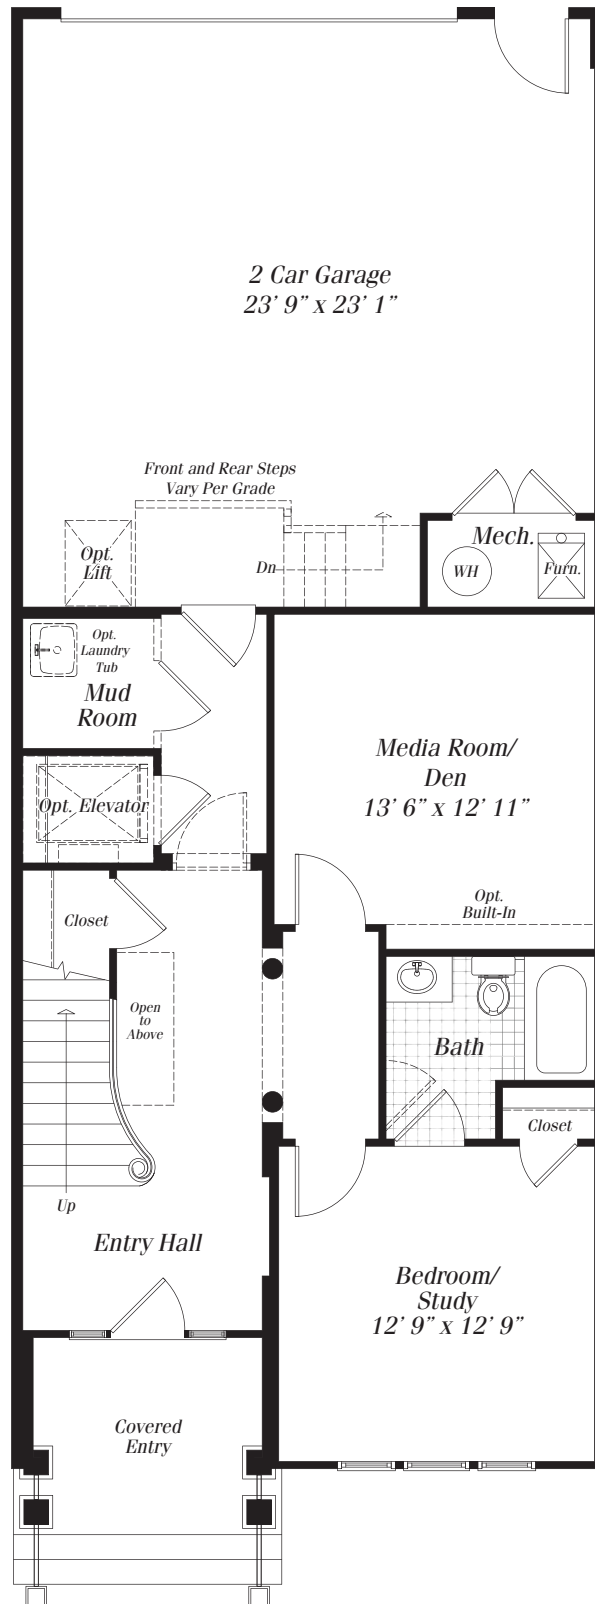 2 Car Garage
23’ 9” x 23’ 1”
Front and Rear Steps
Vary Per Grade
Opt.
Lift
Dn
Mech.
WH
Furn.
Opt.
Laundry
Tub
Mud
Room
Media Room/
Den
13’ 6” x 12’ 11”
Opt. Elevator
Opt.
Built-In
Closet
Open
to
Above
Bath
Closet
Up
Entry Hall
Bedroom/
Study
12’ 9” x 12’ 9”
Covered
Entry